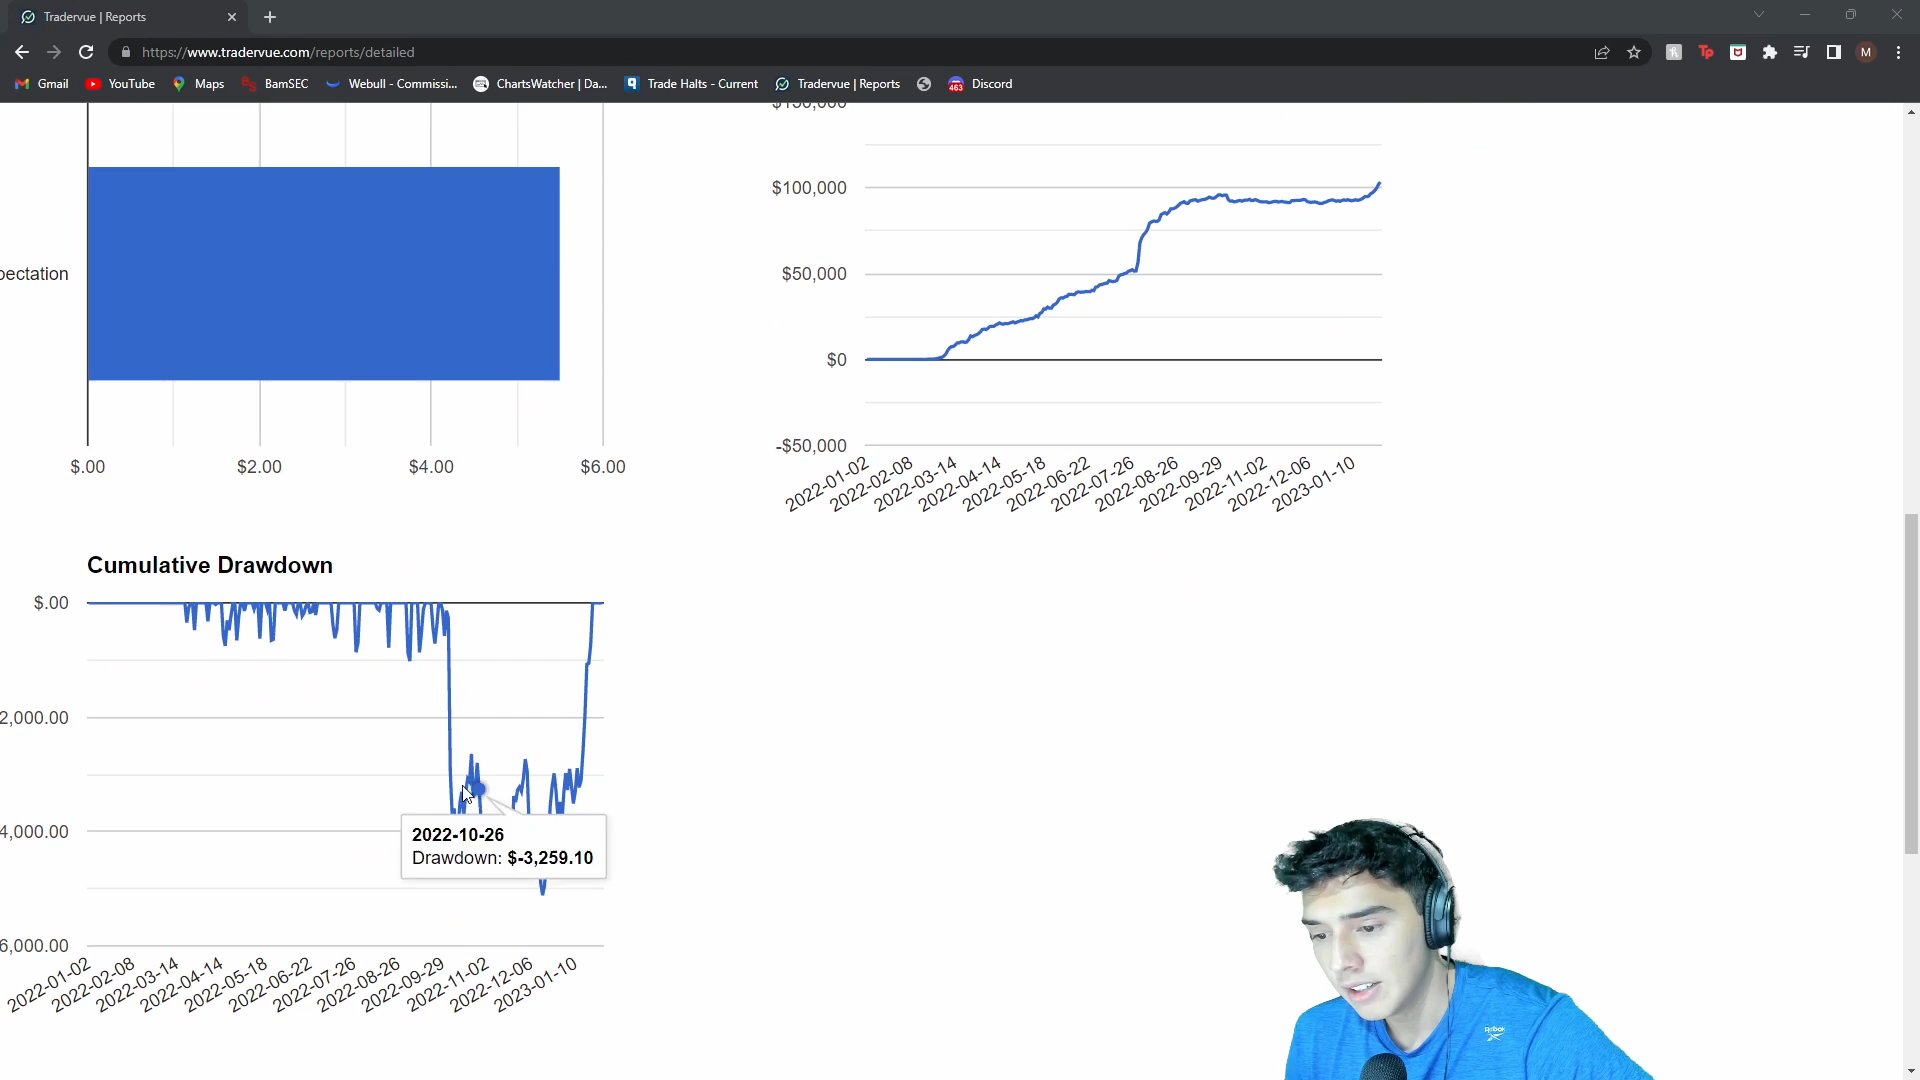 Tradervue | Reports
https://www.tradervue.com/reports/detailed
Gmail
YouTube
Maps
BamSEC
Webull - Commissi...
ChartsWatcher | Da...
Trade Halts - Current
Tradervue | Reports
463
Discord
M
pectation
$.00
$2.00
$4.00
$6.00
$150,000
$100,000
$50,000
$0
-$50,000
2022-01-02
2022-02-08
2022-03-14
2022-04-14
2022-05-18
2022-06-22
2022-07-26
2022-08-26
2022-09-29
2022-11-02
2022-12-06
2023-01-10
Cumulative Drawdown
$.00
2,000.00
4,000.00
6,000.00
2022-10-26
Drawdown: $-3,259.10
2022-01-02
2022-02-08
2022-03-14
2022-04-14
2022-05-18
2022-06-22
2022-07-26
2022-08-26
2022-09-29
2022-11-02
2022-12-06
2023-01-10
Reebok